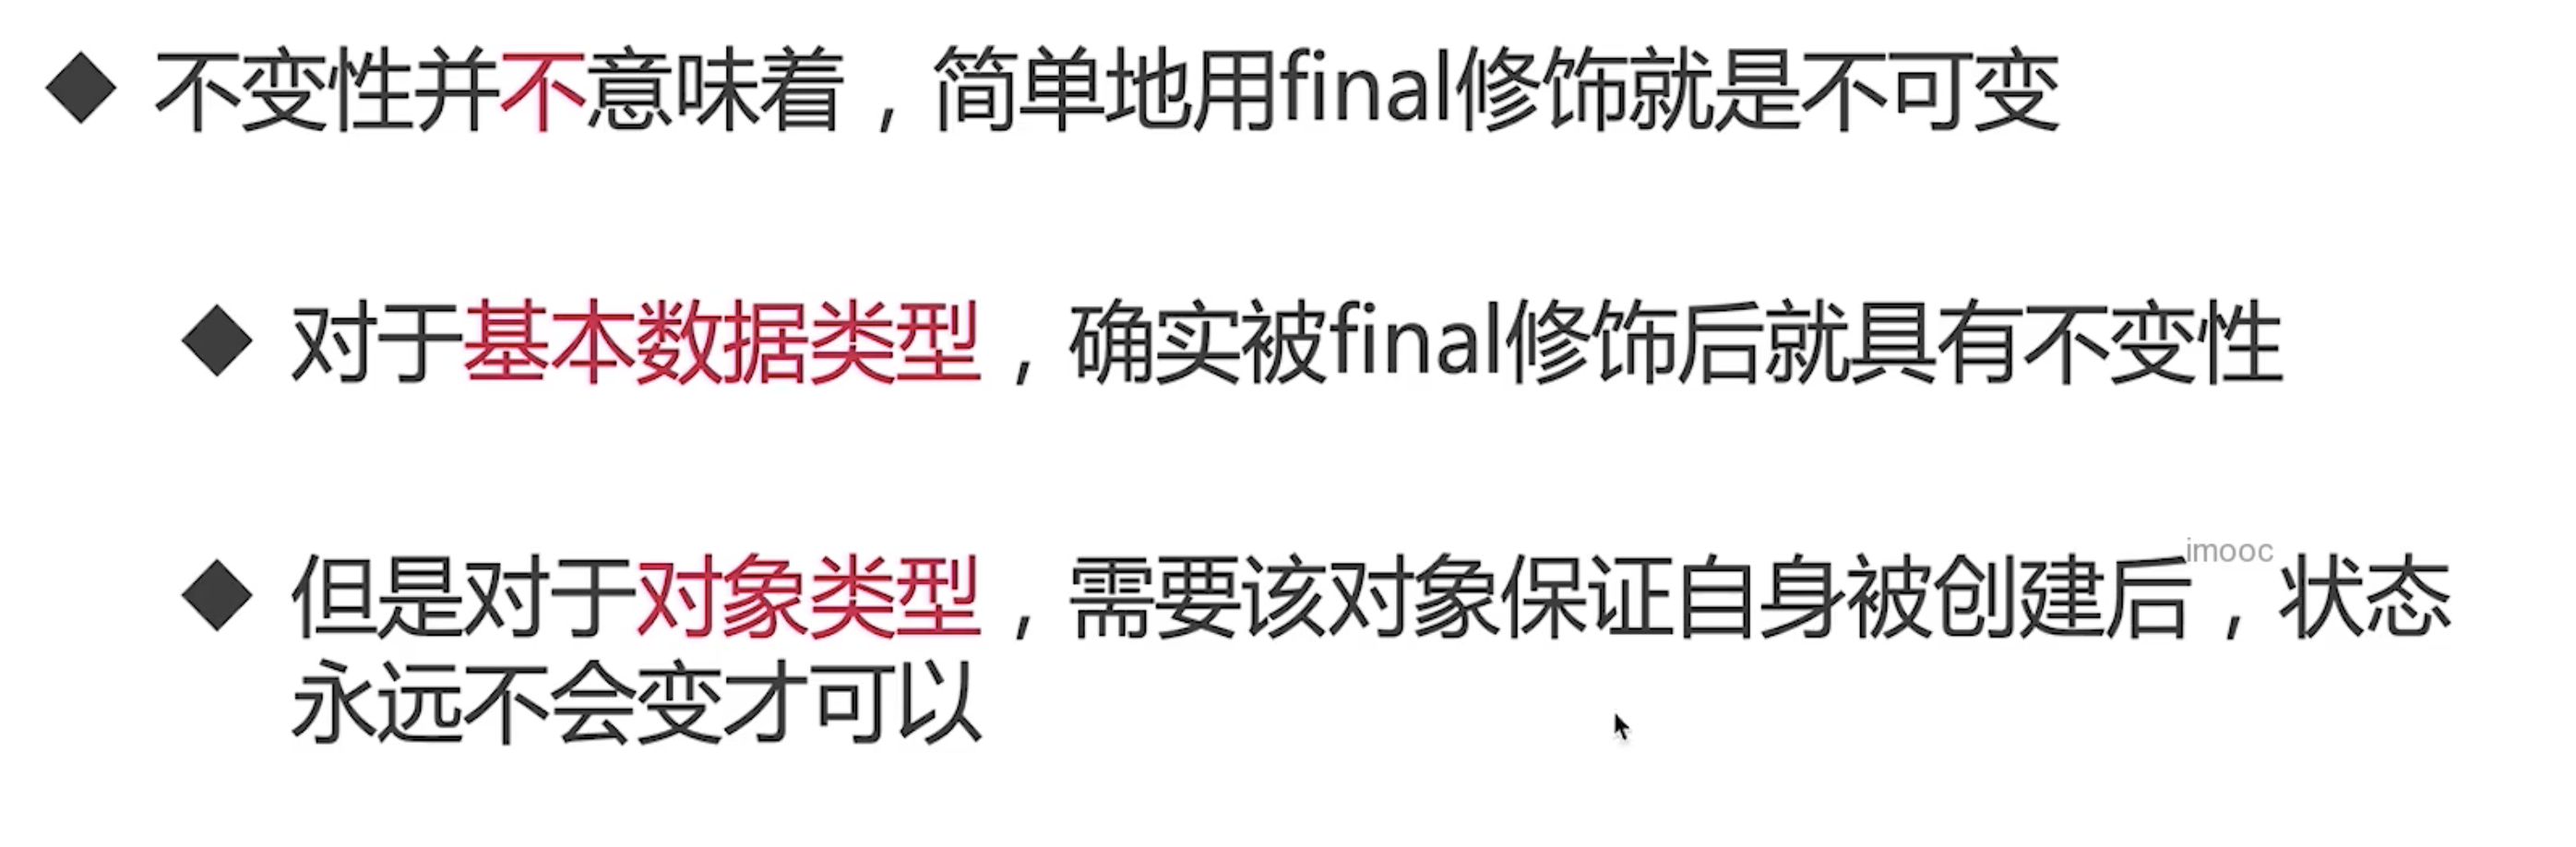 不变性并不意味着，简单地用final修饰就是不可变
对于基本数据类型，确实被final修饰后就具有不变性
但是对于对象类型，需要该对象保证自身被创建后，状态
永远不会变才可以
imooc